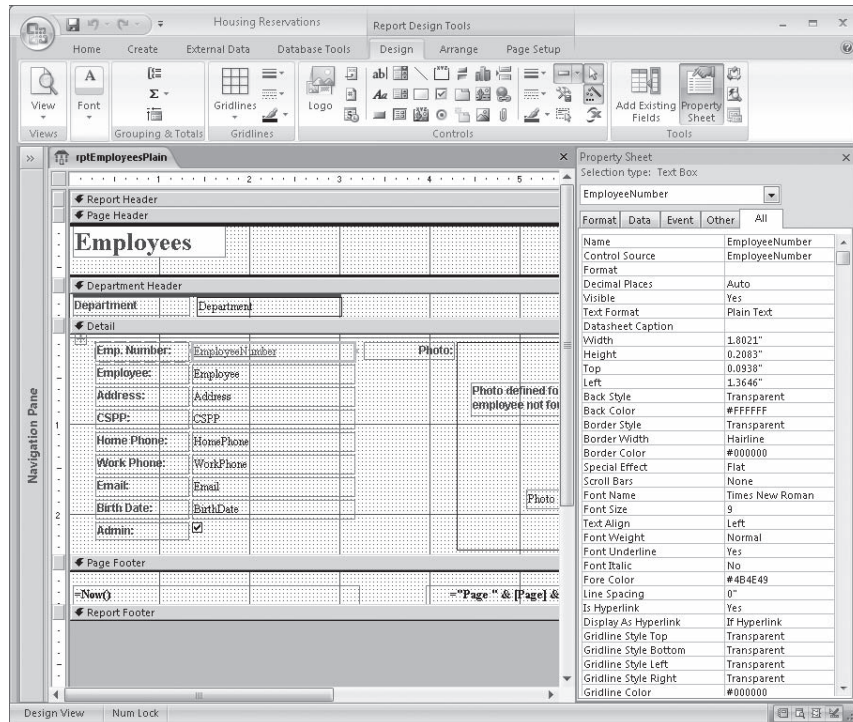 Housing Reservations
Report Design Tools
Home Create External Data Database Tools Design Arrange Page Setup
View
Font
Gridlines
Logo
Add Existing Fields
Property Sheet
Views
Grouping & Totals
Gridlines
Controls
Tools
rptEmployeesPlain
1 2 3 4 5
Report Header
Page Header
Employees
Department Header
Department Department
Detail
Emp. Number: EmployeeNumber Photo:
Employee: Employee
Address: Address
Photo defined fo
employee not fou
CSPP: CSPP
Home Phone: HomePhone
Work Phone: WorkPhone
Email: Email
Photo
Birth Date: BirthDate
Admin:
1
2
Page Footer
=Now() ="Page " & [Page] &
Report Footer
Navigation Pane
Property Sheet
Selection type: Text Box
EmployeeNumber
Format Data Event Other All
Name EmployeeNumber
Control Source EmployeeNumber
Format
Decimal Places Auto
Visible Yes
Text Format Plain Text
Datasheet Caption
Width 1.8021"
Height 0.2083"
Top 0.0938"
Left 1.3646"
Back Style Transparent
Back Color #FFFFFF
Border Style Transparent
Border Width Hairline
Border Color #000000
Special Effect Flat
Scroll Bars None
Font Name Times New Roman
Font Size 9
Text Align Left
Font Weight Normal
Font Underline Yes
Font Italic No
Fore Color #4B4E49
Line Spacing 0"
Is Hyperlink Yes
Display As Hyperlink If Hyperlink
Gridline Style Top Transparent
Gridline Style Bottom Transparent
Gridline Style Left Transparent
Gridline Style Right Transparent
Gridline Color #000000
Design View Num Lock